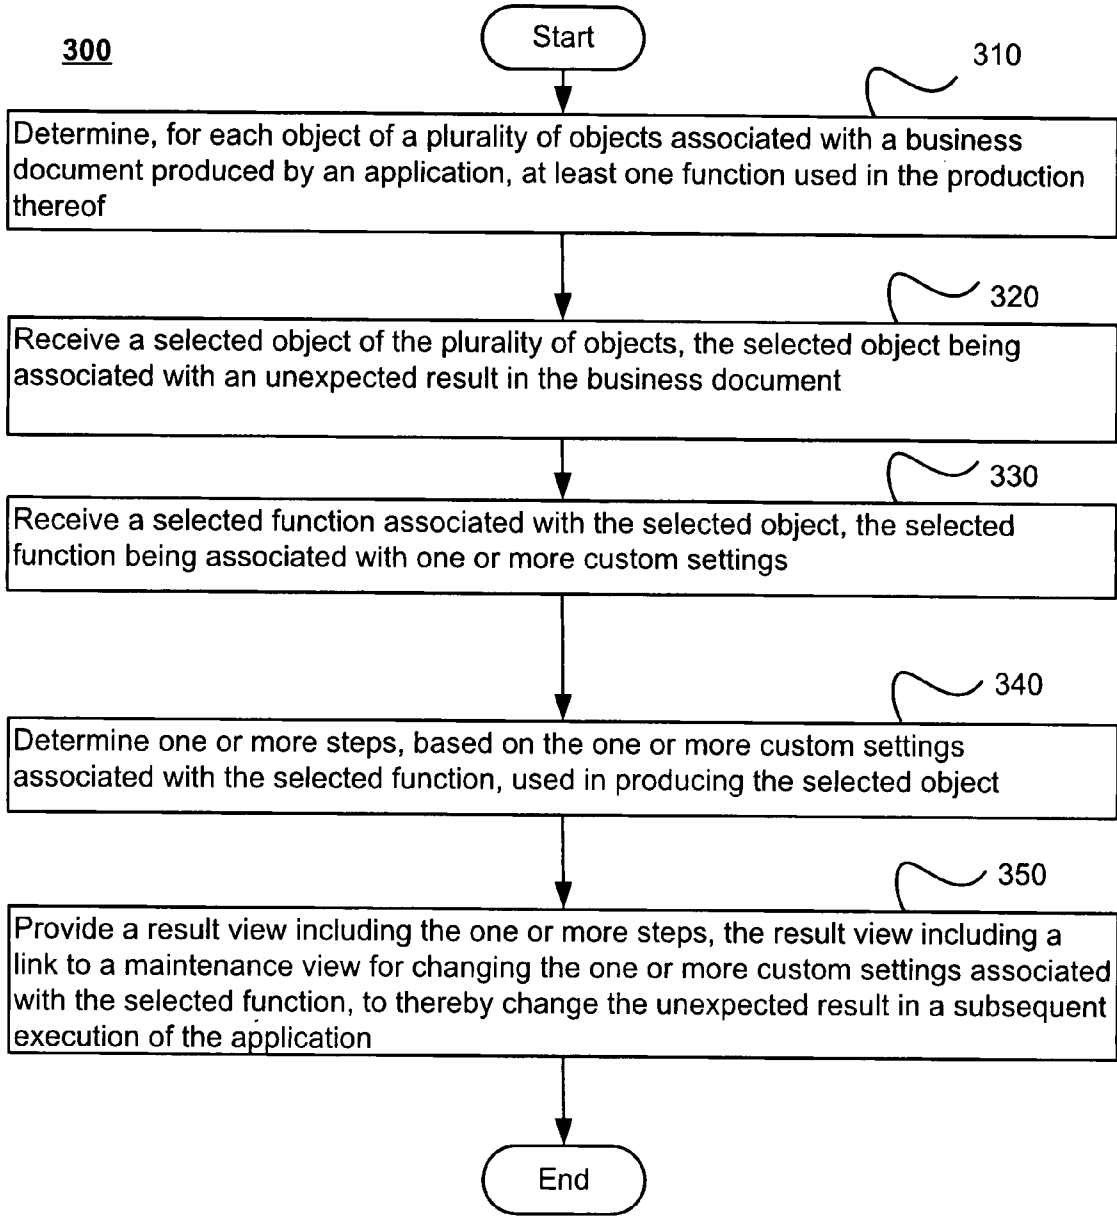 300
Start
310
Determine, for each object of a plurality of objects associated with a business
document produced by an application, at least one function used in the production
thereof
320
Receive a selected object of the plurality of objects, the selected object being
associated with an unexpected result in the business document
330
Receive a selected function associated with the selected object, the selected
function being associated with one or more custom settings
340
Determine one or more steps, based on the one or more custom settings
associated with the selected function, used in producing the selected object
350
Provide a result view including the one or more steps, the result view including a
link to a maintenance view for changing the one or more custom settings associated
with the selected function, to thereby change the unexpected result in a subsequent
execution of the application
End